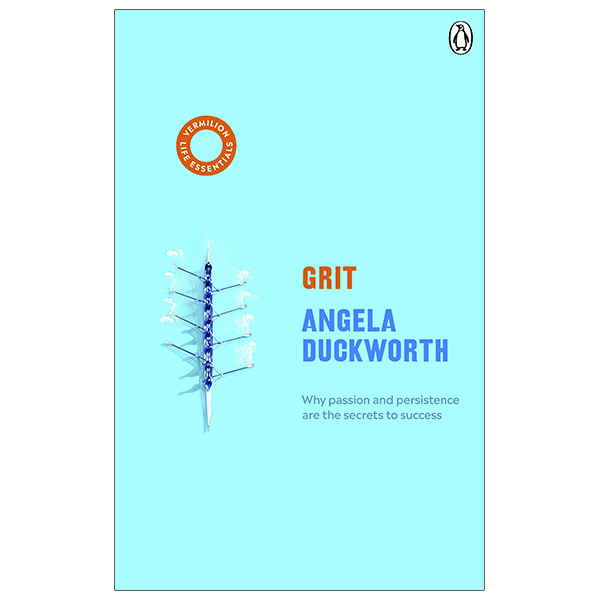 VERMILION
LIFE ESSENTIALS
GRIT
ANGELA
DUCKWORTH
Why passion and persistence
are the secrets to success